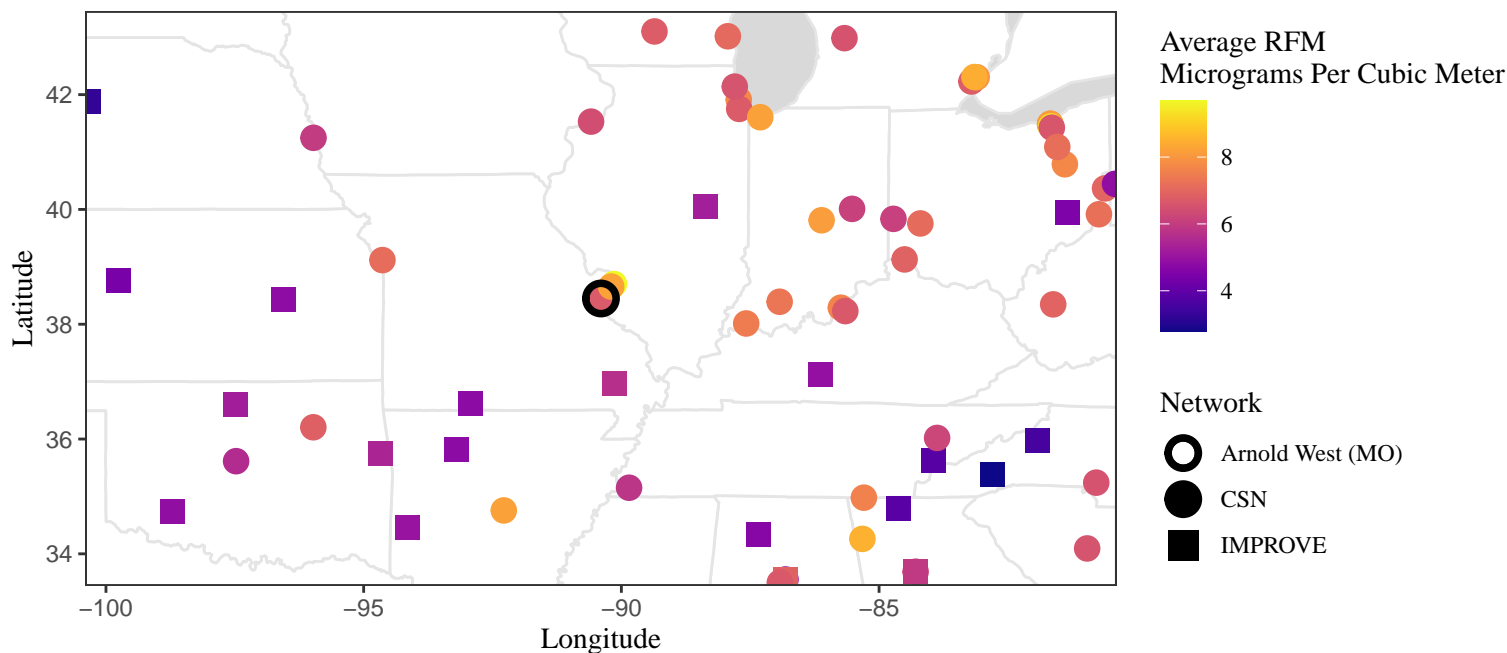 42
40
38
36
34
Latitude
−100
−95
−90
−85
Longitude
Average RFM
Micrograms Per Cubic Meter
8
6
4
Network
Arnold West (MO)
CSN
IMPROVE